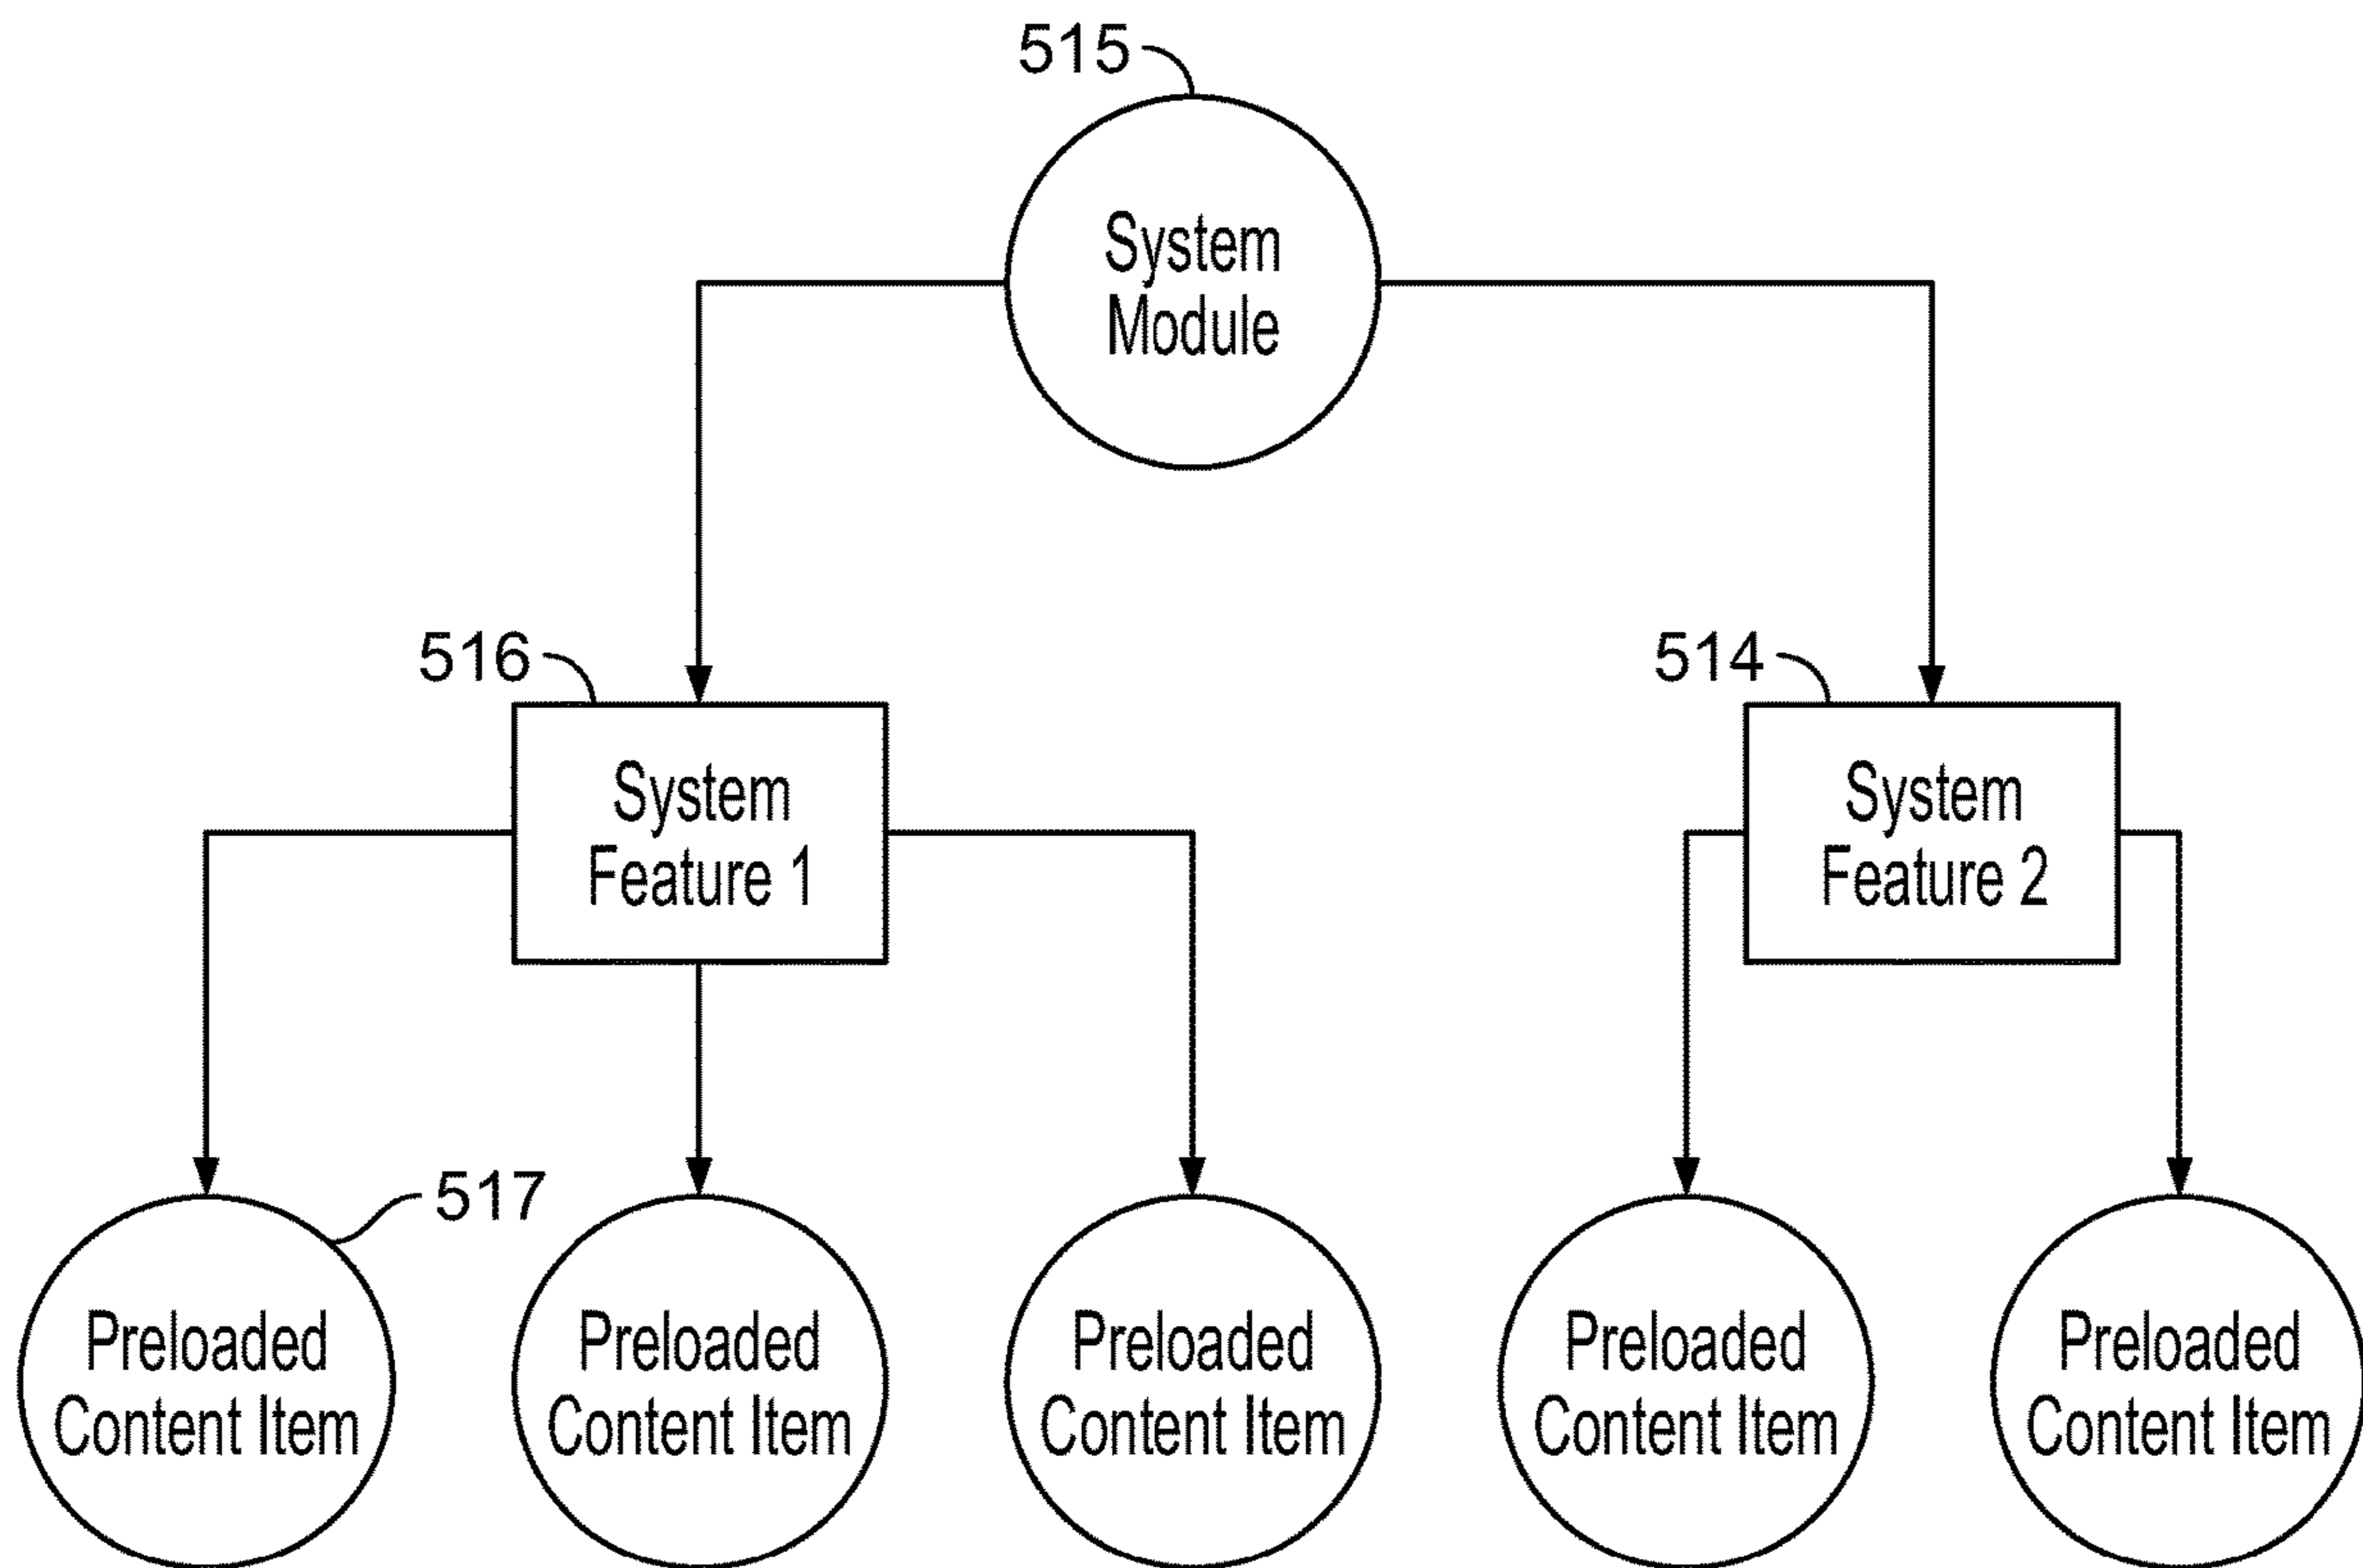 515
System
Module
516
514
System
Feature 1
System
Feature 2
517
Preloaded
Content Item
Preloaded
Content Item
Preloaded
Content Item
Preloaded
Content Item
Preloaded
Content Item